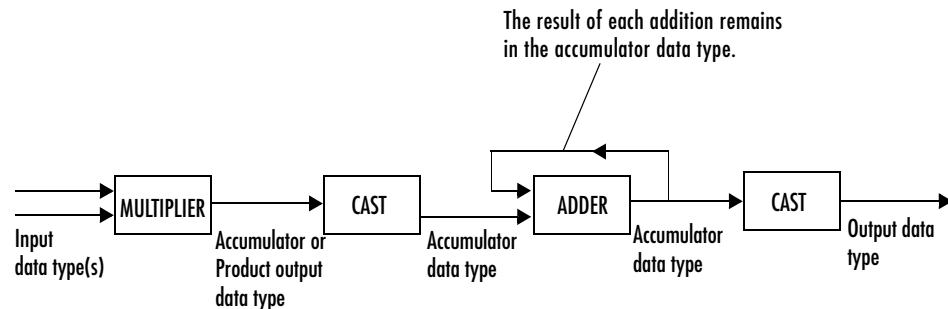 The result of each addition remains
in the accumulator data type.
MULTIPLIER
CAST
ADDER
CAST
Input
data type(s)
Accumulator or
Product output
data type
Accumulator
data type
Accumulator
data type
Output data
type